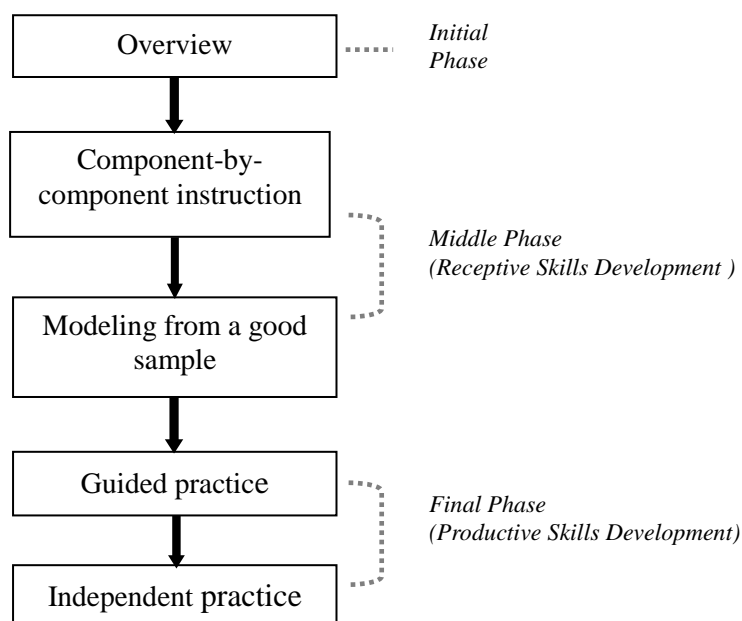 Overview
Initial
Phase
Component-by-
component instruction
Middle Phase
(Receptive Skills Development )
Modeling from a good
sample
Guided practice
Final Phase
(Productive Skills Development)
Independent practice